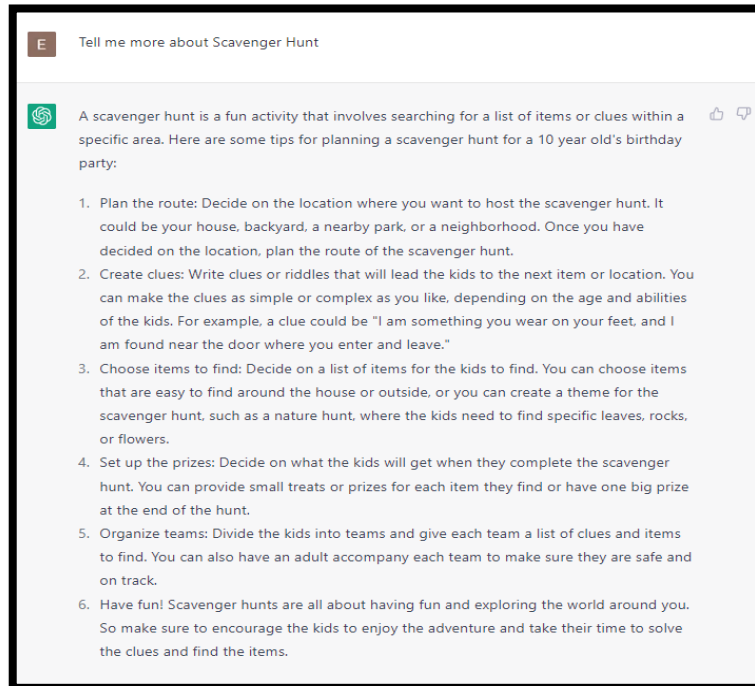 E
Tell me more about Scavenger Hunt
A scavenger hunt is a fun activity that involves searching for a list of items or clues within a
specific area. Here are some tips for planning a scavenger hunt for a 10 year old's birthday
party:
1. Plan the route: Decide on the location where you want to host the scavenger hunt. It
could be your house, backyard, a nearby park, or a neighborhood. Once you have
decided on the location, plan the route of the scavenger hunt.
2. Create clues: Write clues or riddles that will lead the kids to the next item or location. You
can make the clues as simple or complex as you like, depending on the age and abilities
of the kids. For example, a clue could be "I am something you wear on your feet, and I
am found near the door where you enter and leave."
3. Choose items to find: Decide on a list of items for the kids to find. You can choose items
that are easy to find around the house or outside, or you can create a theme for the
scavenger hunt, such as a nature hunt, where the kids need to find specific leaves, rocks,
or flowers.
4. Set up the prizes: Decide on what the kids will get when they complete the scavenger
hunt. You can provide small treats or prizes for each item they find or have one big prize
at the end of the hunt.
5. Organize teams: Divide the kids into teams and give each team a list of clues and items
to find. You can also have an adult accompany each team to make sure they are safe and
on track.
6. Have fun! Scavenger hunts are all about having fun and exploring the world around you.
So make sure to encourage the kids to enjoy the adventure and take their time to solve
the clues and find the items.